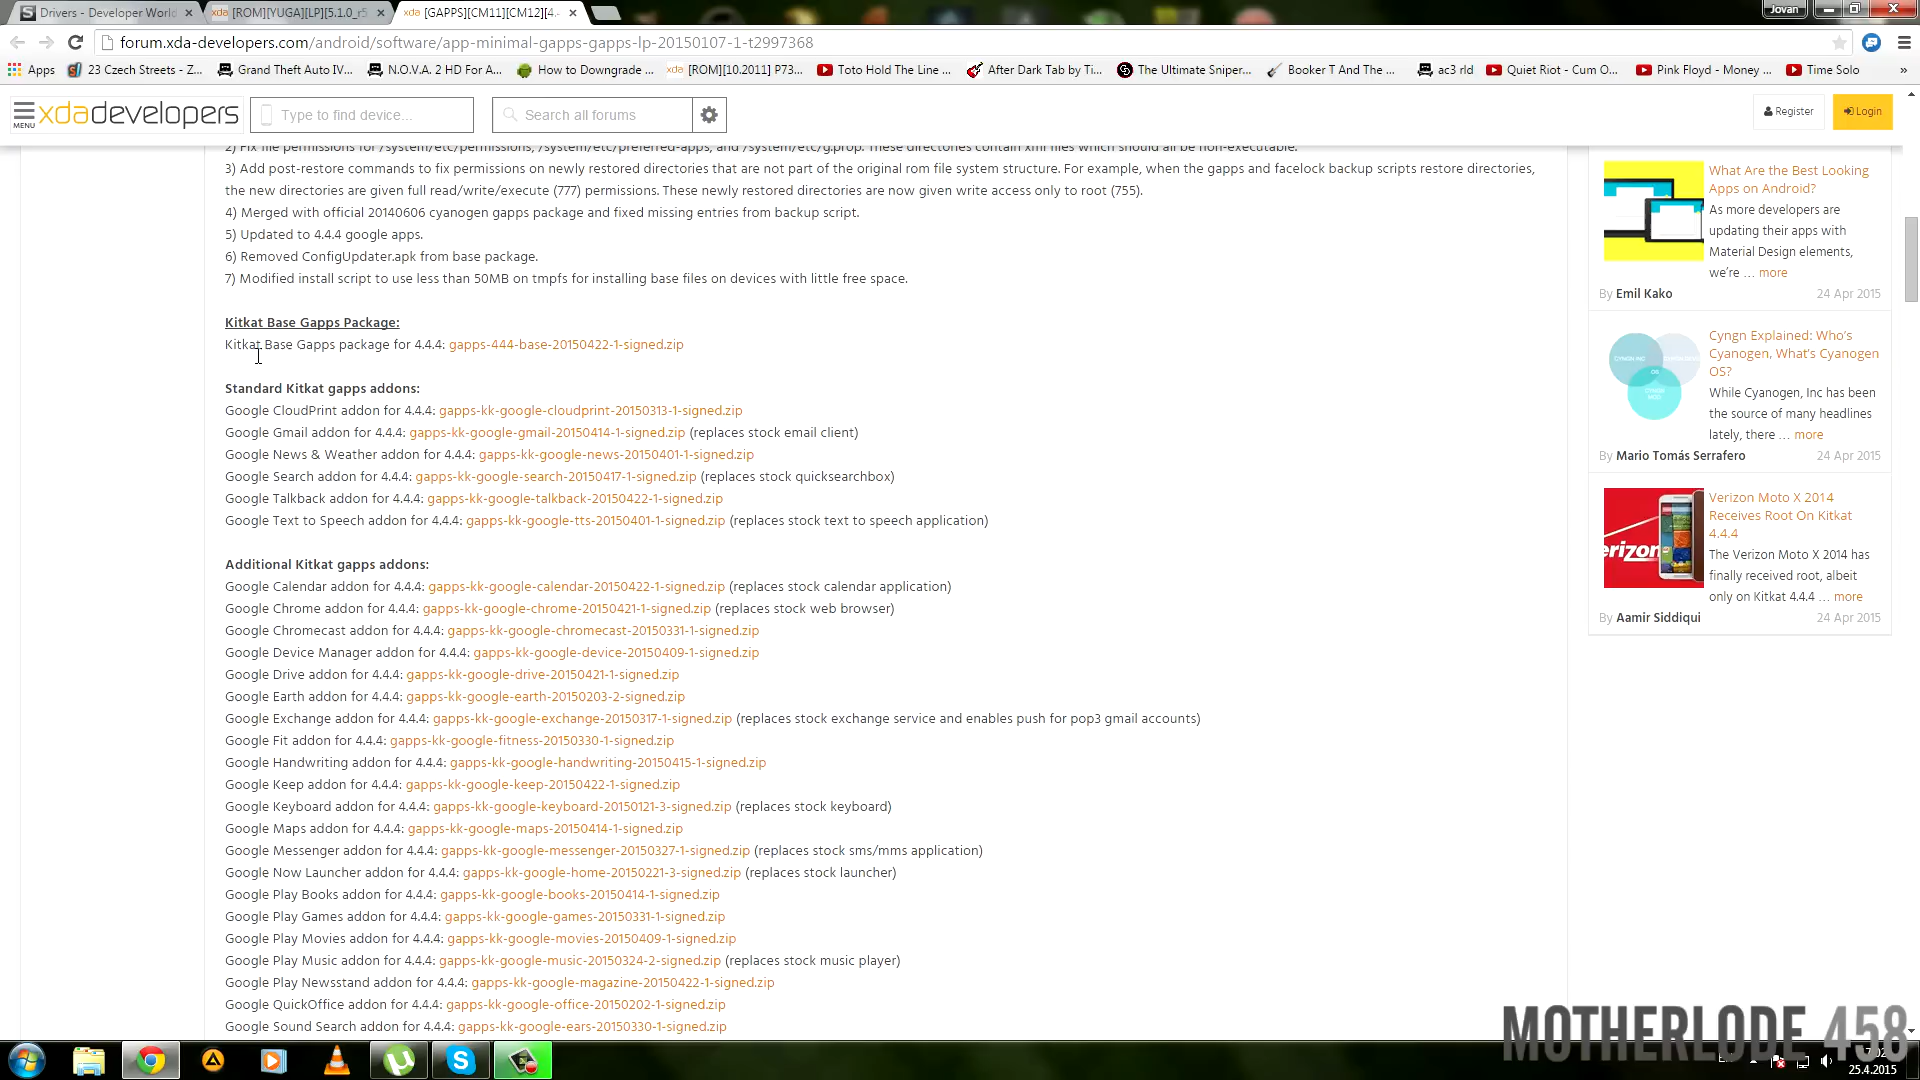 Drivers - Developer World
[ROM][YUGA][LP][5.1.0_r5
[GAPPS][CM11][CM12][4.
Jovan
forum.xda-developers.com/android/software/app-minimal-gapps-gapps-lp-20150107-1-t2997368
Apps
23 Czech Streets - Z...
Grand Theft Auto IV...
N.O.V.A. 2 HD For A...
How to Downgrade ...
[ROM][10.2011] P73...
Toto Hold The Line ...
After Dark Tab by Ti...
The Ultimate Sniper...
Booker T And The ...
ac3 rld
Quiet Riot - Cum O...
Pink Floyd - Money ...
Time Solo
»
MENU
xdadevelopers
Type to find device...
Search all forums
Register
Login
2) Fix file permissions for /system/etc/permissions, /system/etc/preferred-apps, and /system/etc/g.prop. These directories contain xml files which should all be non-executable.
3) Add post-restore commands to fix permissions on newly restored directories that are not part of the original rom file system structure. For example, when the gapps and facelock backup scripts restore directories,
the new directories are given full read/write/execute (777) permissions. These newly restored directories are now given write access only to root (755).
4) Merged with official 20140606 cyanogen gapps package and fixed missing entries from backup script.
5) Updated to 4.4.4 google apps.
6) Removed ConfigUpdater.apk from base package.
7) Modified install script to use less than 50MB on tmpfs for installing base files on devices with little free space.
Kitkat Base Gapps Package:
Kitkat Base Gapps package for 4.4.4: gapps-444-base-20150422-1-signed.zip
Standard Kitkat gapps addons:
Google CloudPrint addon for 4.4.4: gapps-kk-google-cloudprint-20150313-1-signed.zip
Google Gmail addon for 4.4.4: gapps-kk-google-gmail-20150414-1-signed.zip (replaces stock email client)
Google News & Weather addon for 4.4.4: gapps-kk-google-news-20150401-1-signed.zip
Google Search addon for 4.4.4: gapps-kk-google-search-20150417-1-signed.zip (replaces stock quicksearchbox)
Google Talkback addon for 4.4.4: gapps-kk-google-talkback-20150422-1-signed.zip
Google Text to Speech addon for 4.4.4: gapps-kk-google-tts-20150401-1-signed.zip (replaces stock text to speech application)
Additional Kitkat gapps addons:
Google Calendar addon for 4.4.4: gapps-kk-google-calendar-20150422-1-signed.zip (replaces stock calendar application)
Google Chrome addon for 4.4.4: gapps-kk-google-chrome-20150421-1-signed.zip (replaces stock web browser)
Google Chromecast addon for 4.4.4: gapps-kk-google-chromecast-20150331-1-signed.zip
Google Device Manager addon for 4.4.4: gapps-kk-google-device-20150409-1-signed.zip
Google Drive addon for 4.4.4: gapps-kk-google-drive-20150421-1-signed.zip
Google Earth addon for 4.4.4: gapps-kk-google-earth-20150203-2-signed.zip
Google Exchange addon for 4.4.4: gapps-kk-google-exchange-20150317-1-signed.zip (replaces stock exchange service and enables push for pop3 gmail accounts)
Google Fit addon for 4.4.4: gapps-kk-google-fitness-20150330-1-signed.zip
Google Handwriting addon for 4.4.4: gapps-kk-google-handwriting-20150415-1-signed.zip
Google Keep addon for 4.4.4: gapps-kk-google-keep-20150422-1-signed.zip
Google Keyboard addon for 4.4.4: gapps-kk-google-keyboard-20150121-3-signed.zip (replaces stock keyboard)
Google Maps addon for 4.4.4: gapps-kk-google-maps-20150414-1-signed.zip
Google Messenger addon for 4.4.4: gapps-kk-google-messenger-20150327-1-signed.zip (replaces stock sms/mms application)
Google Now Launcher addon for 4.4.4: gapps-kk-google-home-20150221-3-signed.zip (replaces stock launcher)
Google Play Books addon for 4.4.4: gapps-kk-google-books-20150414-1-signed.zip
Google Play Games addon for 4.4.4: gapps-kk-google-games-20150331-1-signed.zip
Google Play Movies addon for 4.4.4: gapps-kk-google-movies-20150409-1-signed.zip
Google Play Music addon for 4.4.4: gapps-kk-google-music-20150324-2-signed.zip (replaces stock music player)
Google Play Newsstand addon for 4.4.4: gapps-kk-google-magazine-20150422-1-signed.zip
Google QuickOffice addon for 4.4.4: gapps-kk-google-office-20150202-1-signed.zip
Google Sound Search addon for 4.4.4: gapps-kk-google-ears-20150330-1-signed.zip
What Are the Best Looking
Apps on Android?
As more developers are
updating their apps with
Material Design elements,
we're ... more
By Emil Kako
24 Apr 2015
Cyngn Explained: Who's
Cyanogen, What's Cyanogen
OS?
While Cyanogen, Inc has been
the source of many headlines
lately, there ... more
By Mario Tomás Serrafero
24 Apr 2015
Verizon Moto X 2014
Receives Root On Kitkat
4.4.4
The Verizon Moto X 2014 has
finally received root, albeit
only on Kitkat 4.4.4 ... more
By Aamir Siddiqui
24 Apr 2015
MOTHERLODE 458
25.4.2015